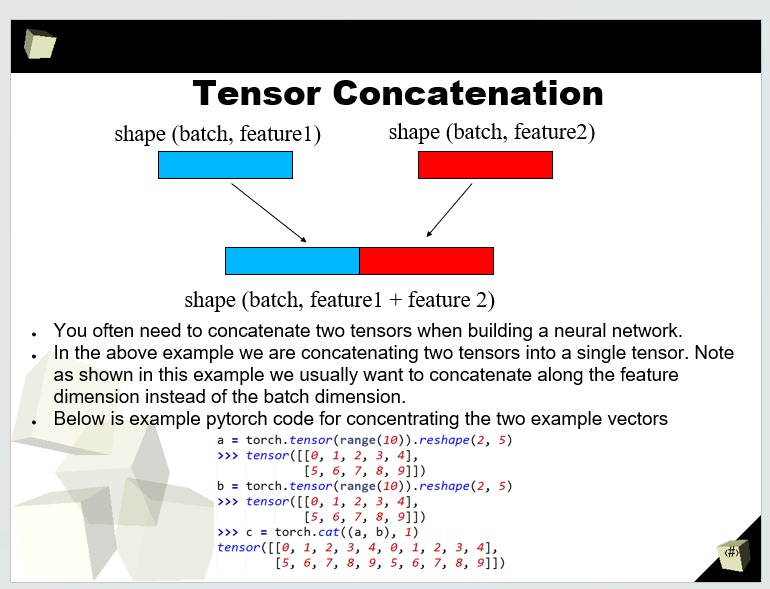 Tensor Concatenation
shape (batch, feature1)
shape (batch, feature2)
shape (batch, feature1 + feature 2)
• You often need to concatenate two tensors when building a neural network.
• In the above example we are concatenating two tensors into a single tensor. Note
as shown in this example we usually want to concatenate along the feature
dimension instead of the batch dimension.
• Below is example pytorch code for concentrating the two example vectors
a = torch.tensor(range(10)).reshape(2, 5)
>>> tensor([[0, 1, 2, 3, 4],
[5, 6, 7, 8, 9]])
b = torch.tensor(range(10)).reshape(2, 5)
>>> tensor([[0, 1, 2, 3, 4],
[5, 6, 7, 8, 9]])
>>> c = torch.cat((a, b), 1)
tensor([[0, 1, 2, 3, 4, 0, 1, 2, 3, 4],
[5, 6, 7, 8, 9, 5, 6, 7, 8, 9]])
‹#›